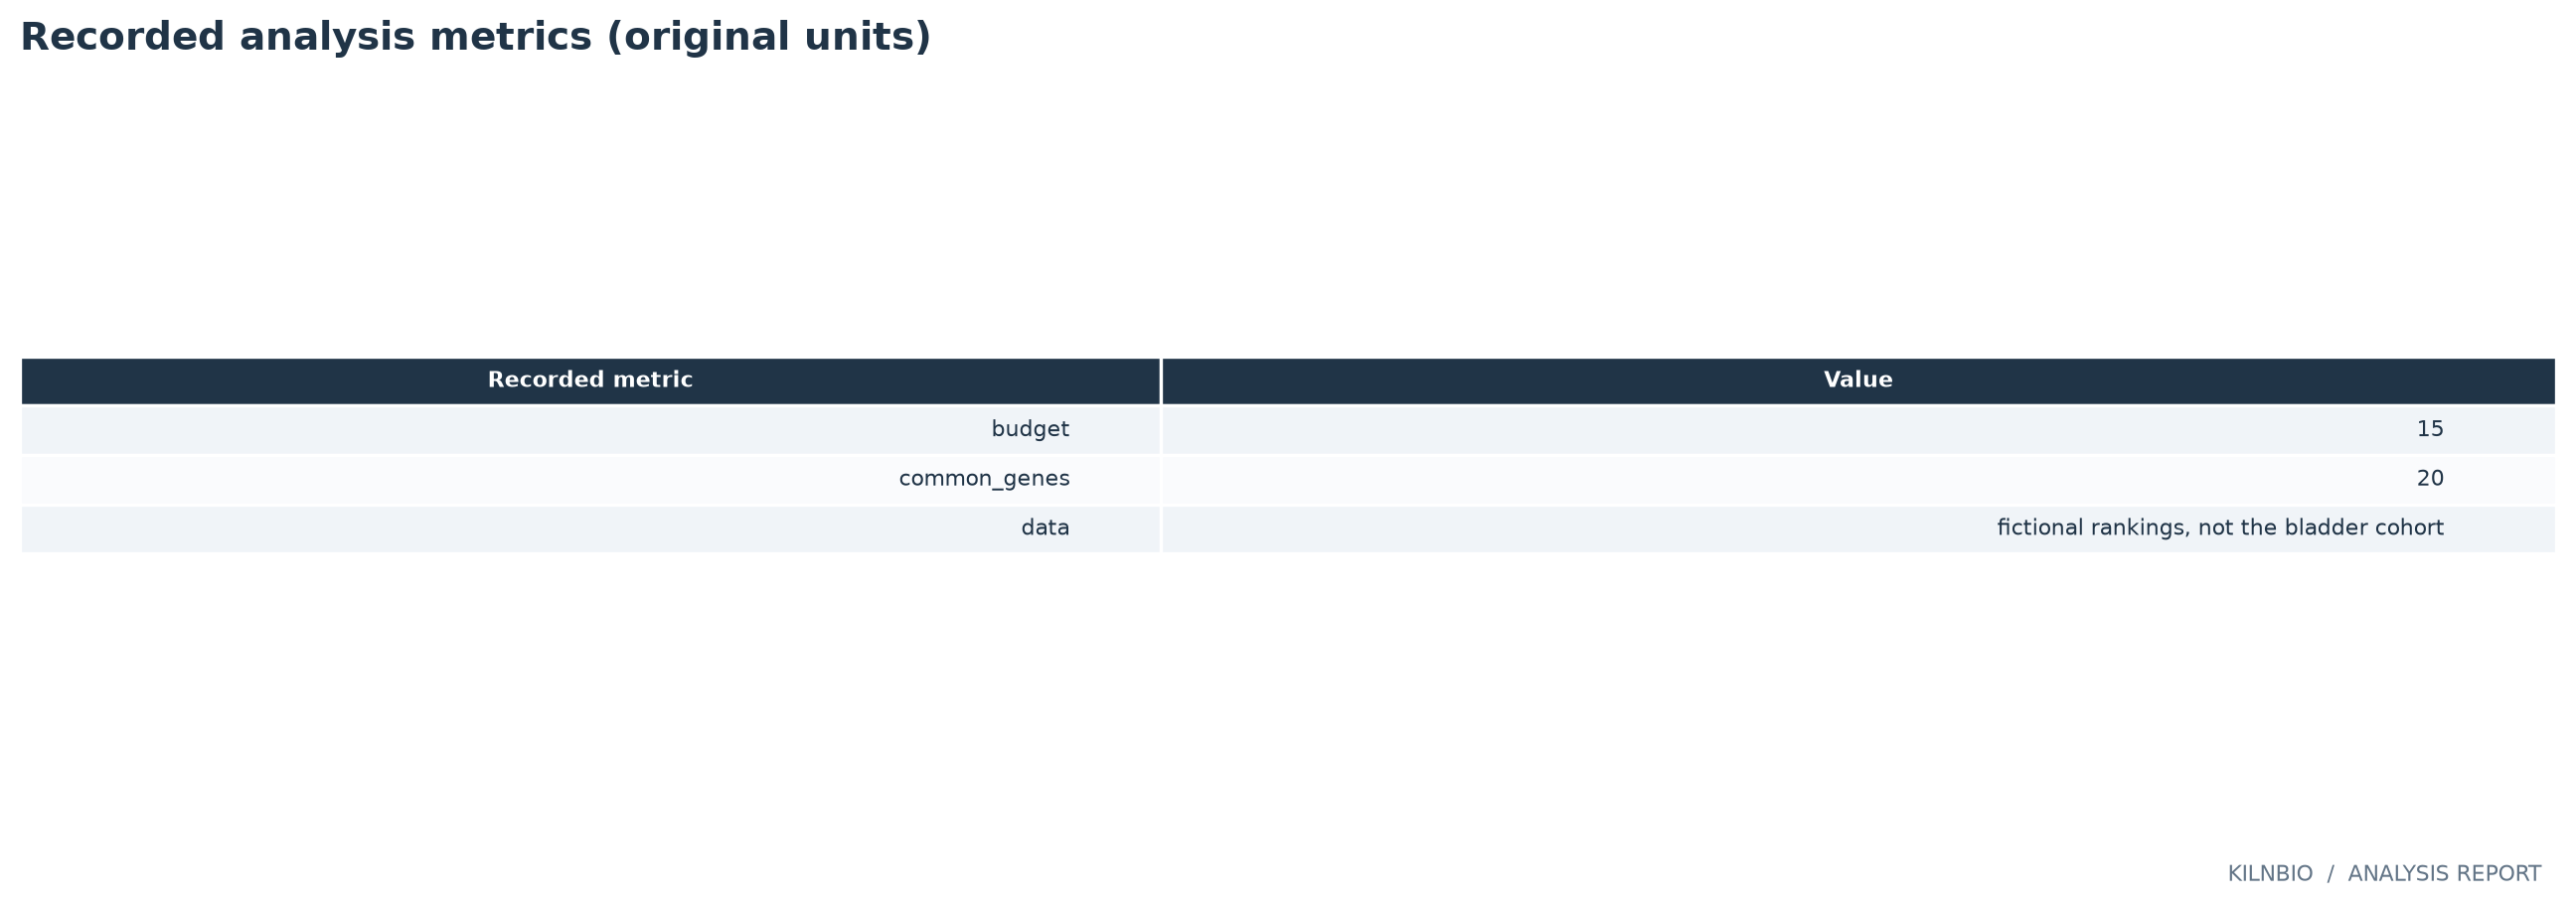 Recorded analysis metrics (original units)
Recorded metric Value
budget 15
common_genes 20
data fictional rankings, not the bladder cohort
KILNBIO / ANALYSIS REPORT